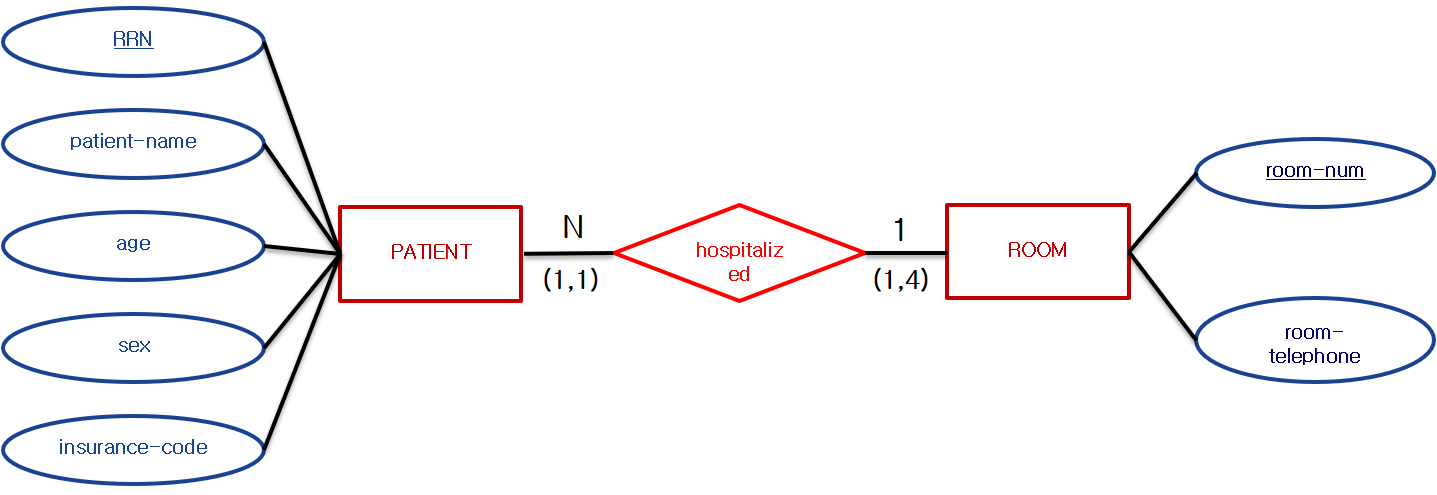 RRN
patient-name
age
sex
insurance-code
PATIENT
N
(1,1)
hospitaliz
ed
1
(1,4)
ROOM
room-num
room-
telephone